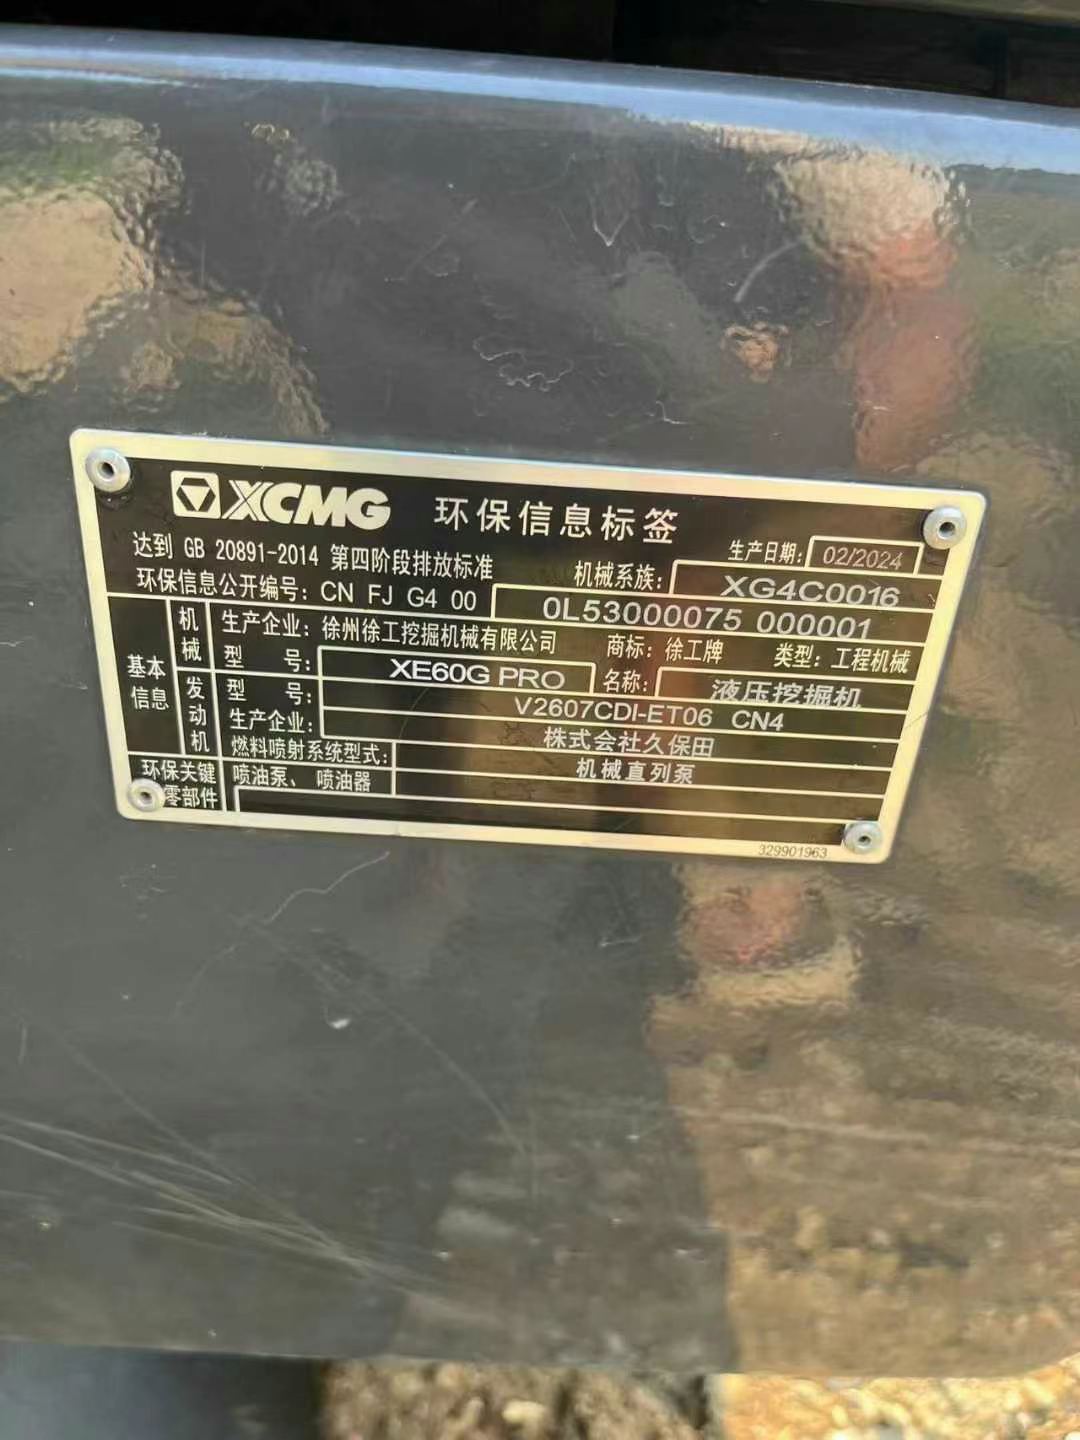 XCMG 环保信息标签
达到 GB 20891-2014 第四阶段排放标准 生产日期: 02/2024
环保信息公开编号: CN FJ G4 00 0L53000075 000001 机械系族: XG4C0016
基本信息
机械
生产企业: 徐州徐工挖掘机械有限公司 商标: 徐工牌 类型: 工程机械
型 号: XE60G PRO 名称: 液压挖掘机
发动机
型 号: V2607CDI-ET06 CN4
生产企业: 株式会社久保田
燃料喷射系统型式: 机械直列泵
环保关键零部件
喷油泵、喷油器
329901963